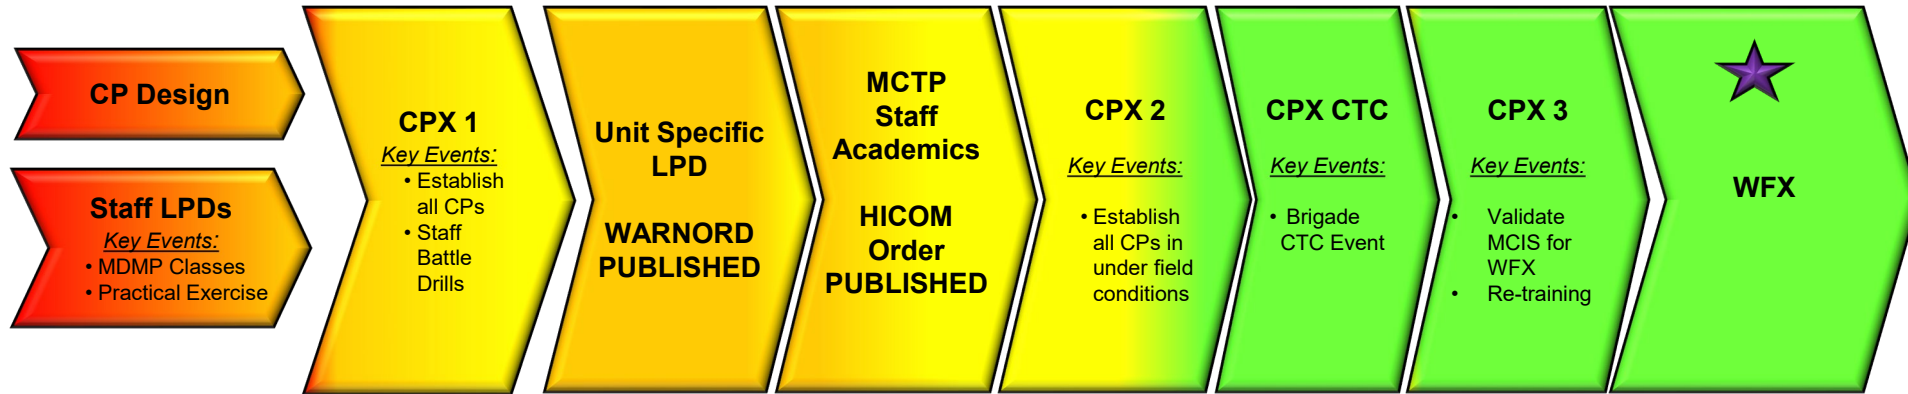 CP Design
Staff LPDs
Key Events:
• MDMP Classes
• Practical Exercise
CPX 1
Key Events:
• Establish
all CPs
• Staff
Battle
Drills
Unit Specific
LPD
WARNORD
PUBLISHED
MCTP
Staff
Academics
HICOM
Order
PUBLISHED
CPX 2
Key Events:
• Establish
all CPs in
under field
conditions
CPX CTC
Key Events:
• Brigade
CTC Event
CPX 3
Key Events:
• Validate
MCIS for
WFX
• Re-training
WFX